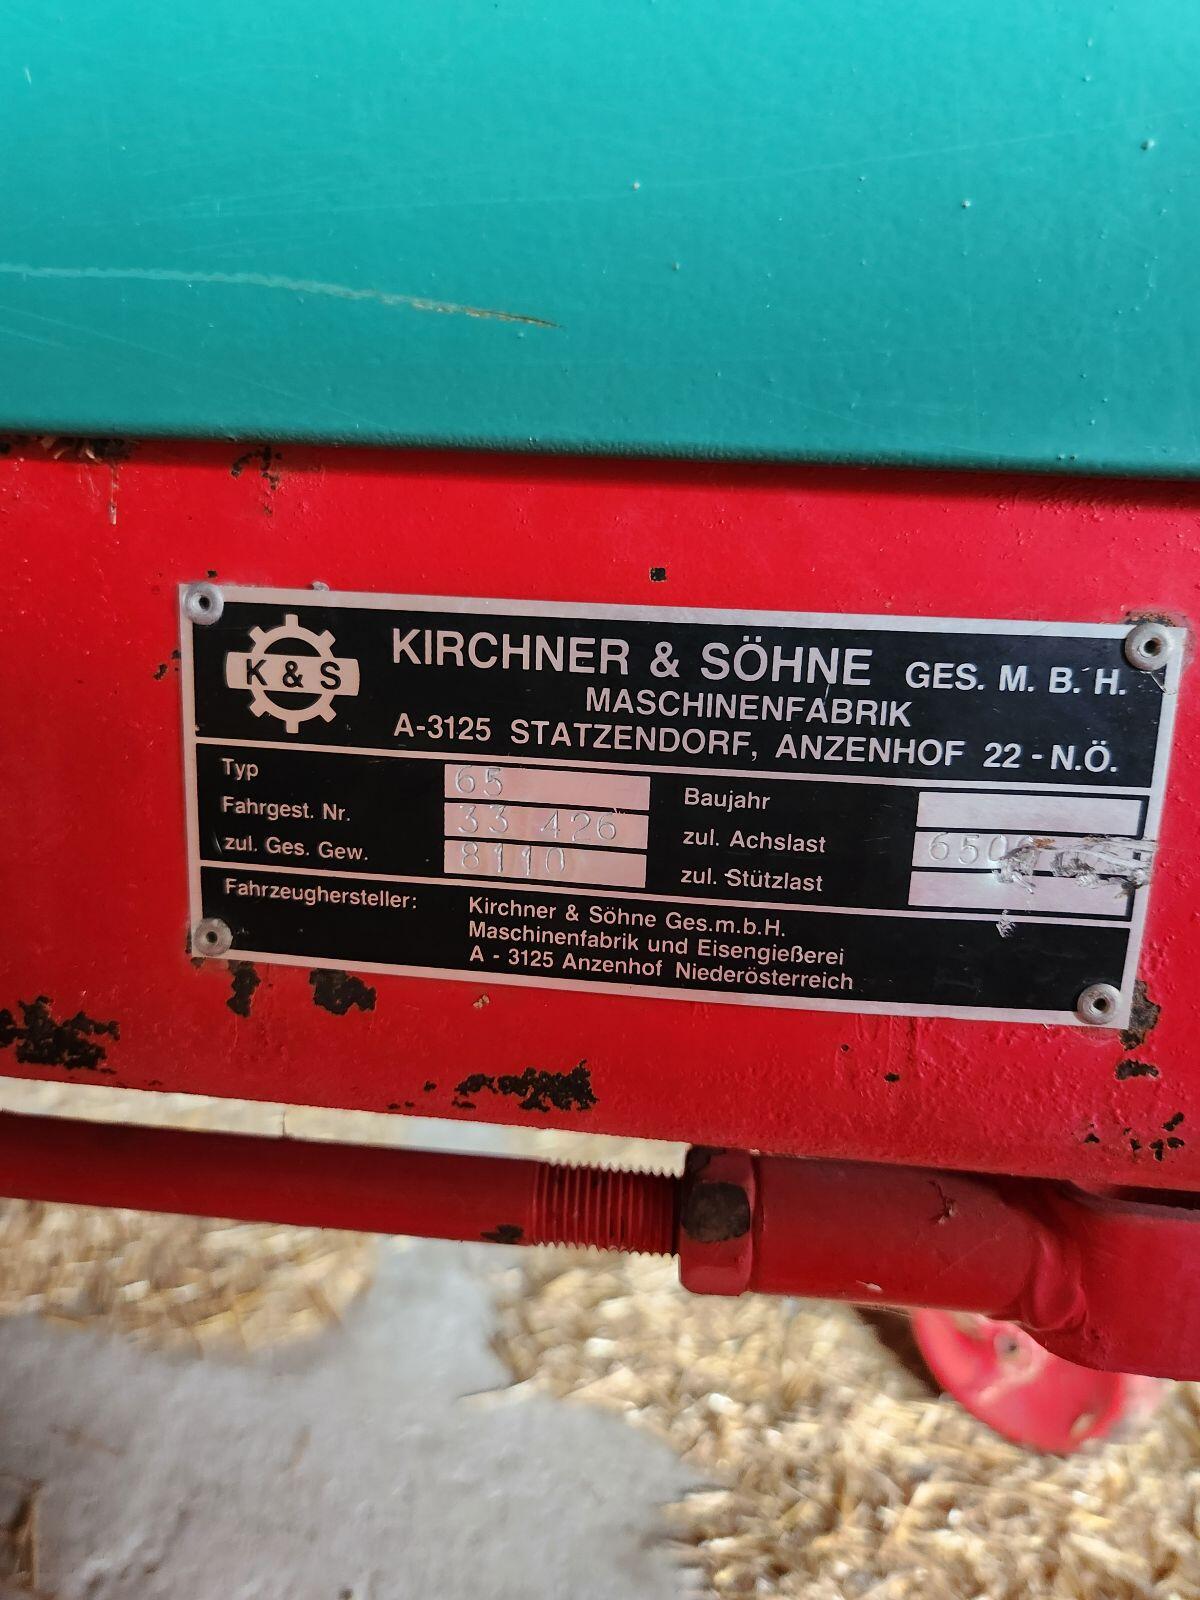 K & S
KIRCHNER & SÖHNE GES. M. B. H.
MASCHINENFABRIK
A-3125 STATZENDORF, ANZENHOF 22 - N.Ö.
Typ 65 Baujahr
Fahrgest. Nr. 33 426 zul. Achslast 650
zul. Ges. Gew. 8110 zul. Stützlast
Fahrzeughersteller: Kirchner & Söhne Ges.m.b.H.
Maschinenfabrik und Eisengießerei
A - 3125 Anzenhof Niederösterreich